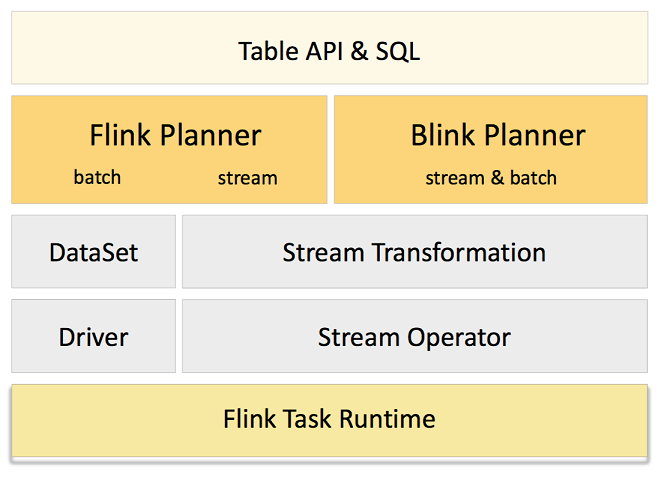 Table API & SQL
Flink Planner
batch stream
Blink Planner
stream & batch
DataSet
Stream Transformation
Driver
Stream Operator
Flink Task Runtime